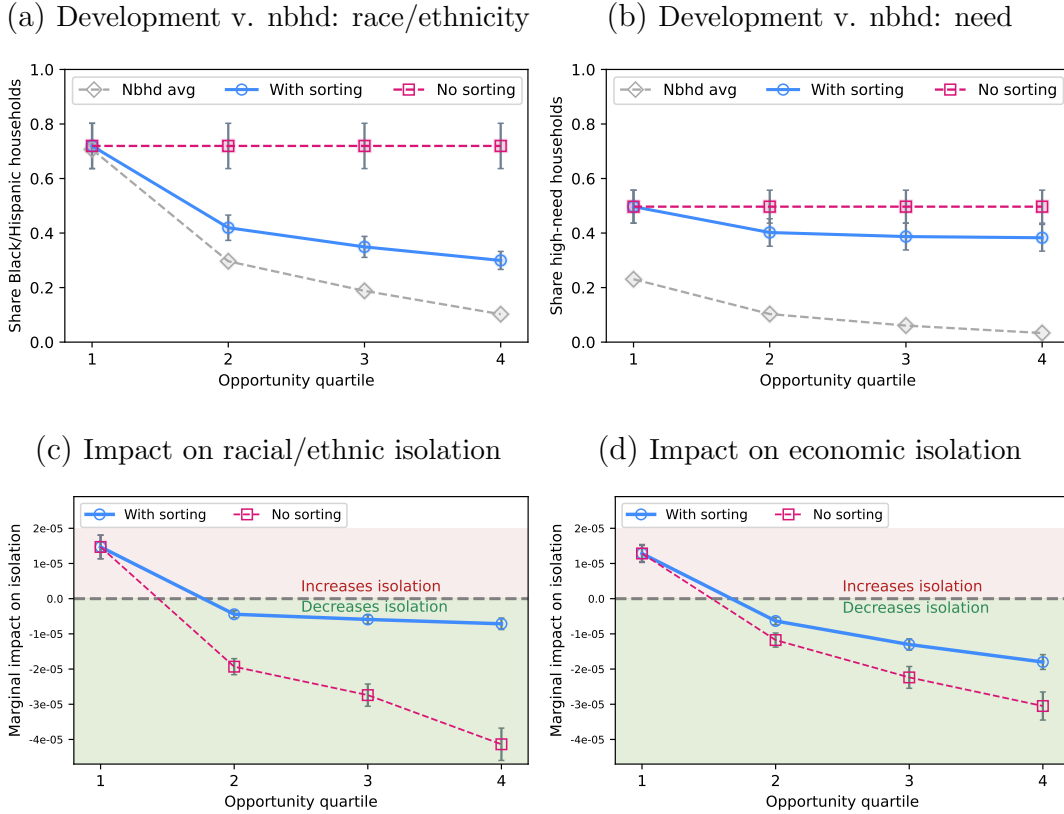 (a) Development v. nbhd: race/ethnicity
Share Black/Hispanic households
1.0
0.8
0.6
0.4
0.2
0.0
Nbhd avg
With sorting
No sorting
1 2 3 4
Opportunity quartile
(b) Development v. nbhd: need
Share high-need households
1.0
0.8
0.6
0.4
0.2
0.0
Nbhd avg
With sorting
No sorting
1 2 3 4
Opportunity quartile
(c) Impact on racial/ethnic isolation
Marginal impact on isolation
With sorting
No sorting
2e-05
1e-05
0.0
-1e-05
-2e-05
-3e-05
-4e-05
Increases isolation
Decreases isolation
1 2 3 4
Opportunity quartile
(d) Impact on economic isolation
Marginal impact on isolation
With sorting
No sorting
2e-05
1e-05
0.0
-1e-05
-2e-05
-3e-05
-4e-05
Increases isolation
Decreases isolation
1 2 3 4
Opportunity quartile